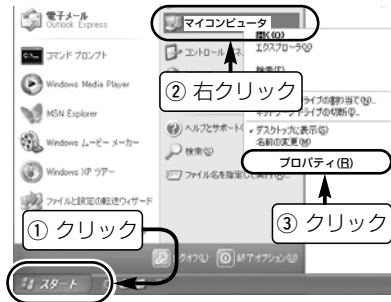 電子メール
Outlook Express
コマンド プロンプト
Windows Media Player
MSN Explorer
Windows ムービー メーカー
Windows XP ツアー
ファイルと設定の転送ウィザード
① クリック
スタート
マイコンピュータ
② 右クリック
コントロール
ヘルプとサポート
検索(S)
ファイル名を指定して実行(R)...
開く(O)
エクスプローラ(X)
検索(E)...
ドライブの割り当て(N)...
ネットワーク ドライブの切断(I)...
デスクトップに表示(S)
名前の変更(M)
プロパティ(R)
③ クリック
ログオフ(L)
終了オプション(U)